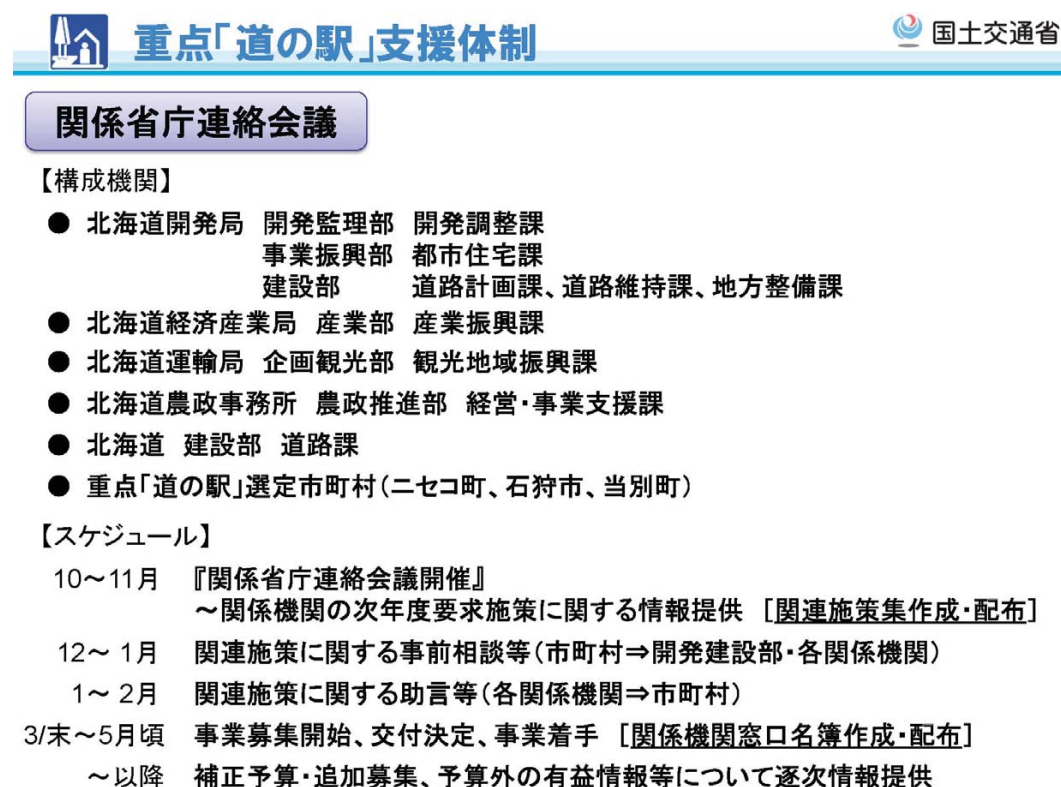 重点「道の駅」支援体制
国土交通省
関係省庁連絡会議
【構成機関】
● 北海道開発局 開発監理部 開発調整課
事業振興部 都市住宅課
建設部 道路計画課、道路維持課、地方整備課
● 北海道経済産業局 産業部 産業振興課
● 北海道運輸局 企画観光部 観光地域振興課
● 北海道農政事務所 農政推進部 経営・事業支援課
● 北海道 建設部 道路課
● 重点「道の駅」選定市町村(ニセコ町、石狩市、当別町)
【スケジュール】
10~11月 『関係省庁連絡会議開催』
~関係機関の次年度要求施策に関する情報提供 [関連施策集作成・配布]
12~ 1月 関連施策に関する事前相談等(市町村⇒開発建設部・各関係機関)
1~ 2月 関連施策に関する助言等(各関係機関⇒市町村)
3/末~5月頃 事業募集開始、交付決定、事業着手 [関係機関窓口名簿作成・配布]
~以降 補正予算・追加募集、予算外の有益情報等について逐次情報提供